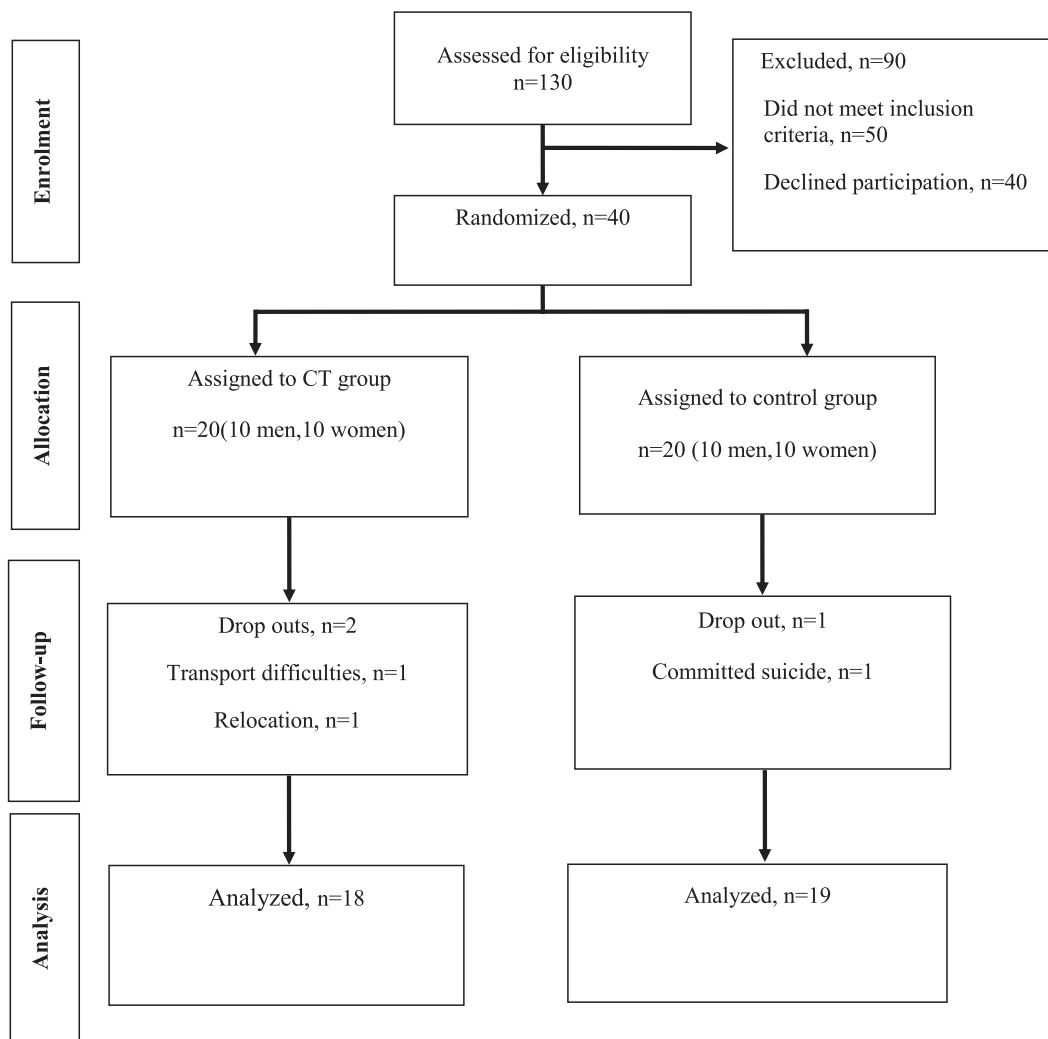 Enrolment
Assessed for eligibility
n=130
Excluded, n=90
Did not meet inclusion
criteria, n=50
Declined participation, n=40
Randomized, n=40
Allocation
Assigned to CT group
n=20(10 men,10 women)
Assigned to control group
n=20 (10 men,10 women)
Follow-up
Drop outs, n=2
Transport difficulties, n=1
Relocation, n=1
Drop out, n=1
Committed suicide, n=1
Analysis
Analyzed, n=18
Analyzed, n=19